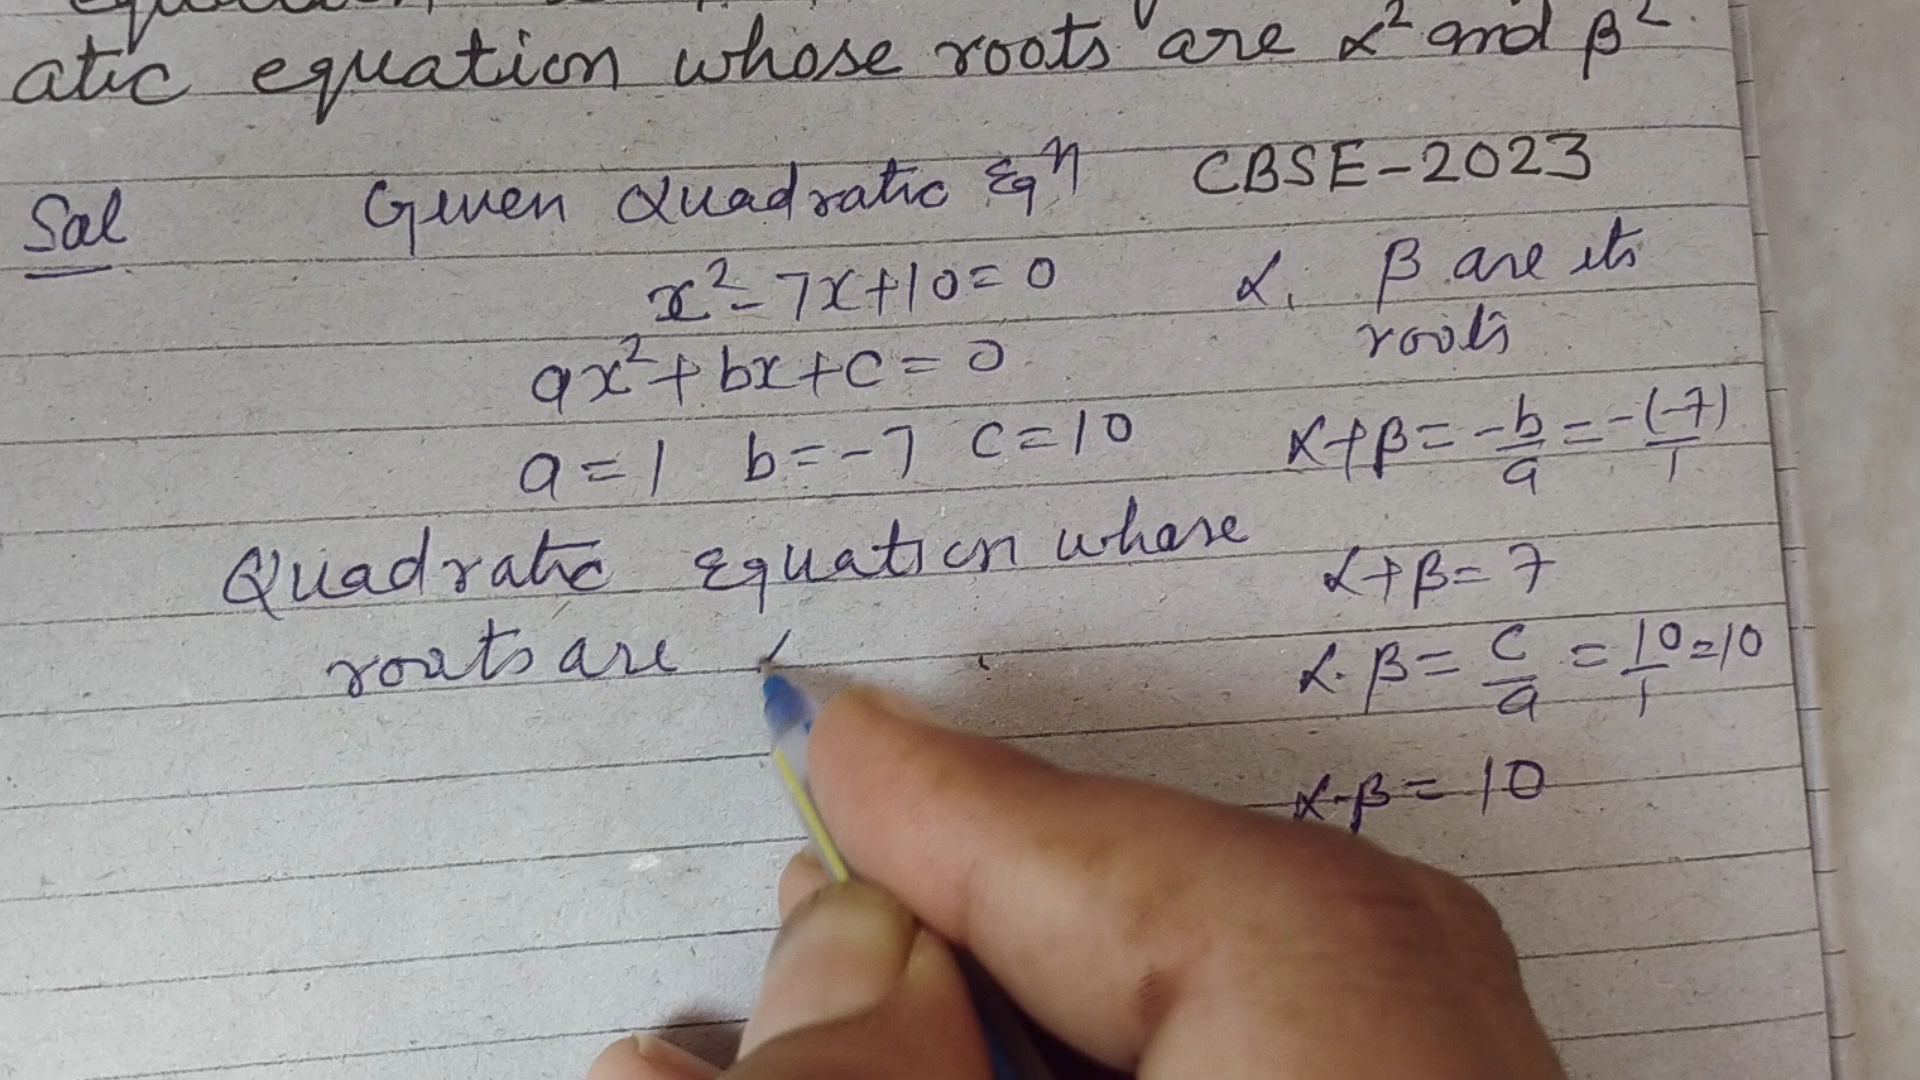 atic equation whose roots are α² and β².
Sol Given Quadratic Eqⁿ CBSE-2023
x²-7x+10=0 α, β are its
roots
ax²+bx+c=0
a=1 b=-7 c=10 α+β=-b/a=-(-7)/1
Quadratic Equation whose
α+β=7
roots are
α.β=c/a=10/1=10
α.β=10